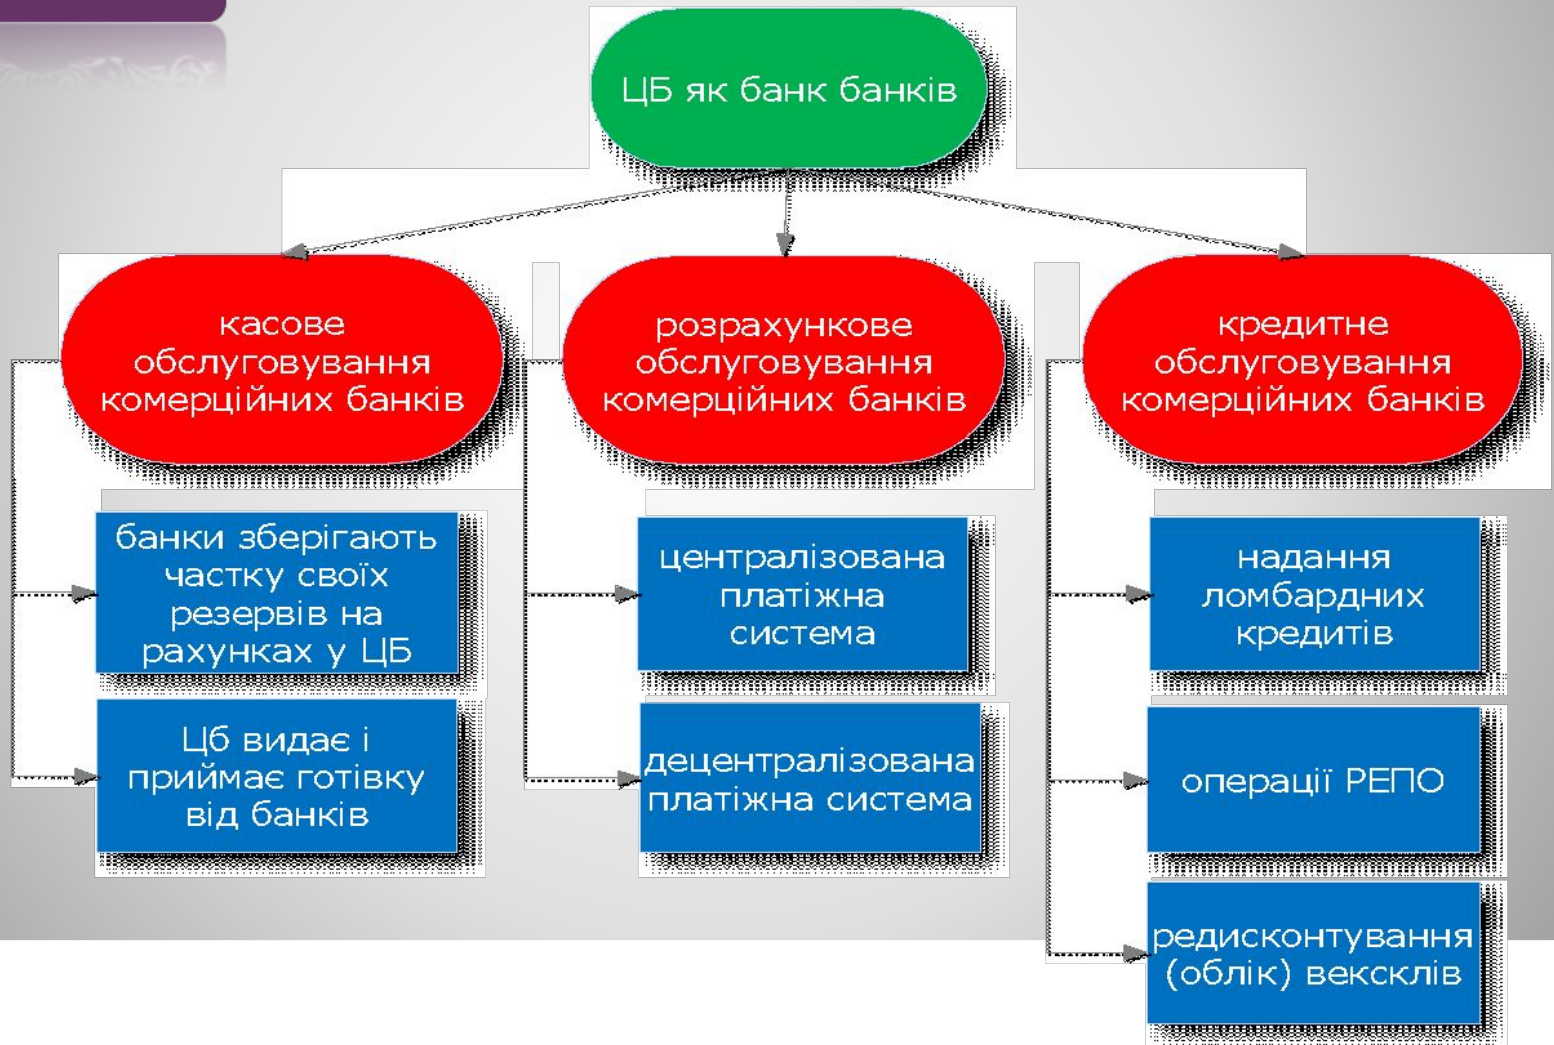 ЦБ як банк банків
касове
обслуговування
комерційних банків
банки зберігають
частку своїх
резервів на
рахунках у ЦБ
Цб видає і
приймає готівку
від банків
розрахункове
обслуговування
комерційних банків
централізована
платіжна
система
децентралізована
платіжна система
кредитне
обслуговування
комерційних банків
надання
ломбардних
кредитів
операції РЕПО
редисконтування
(облік) вексклів